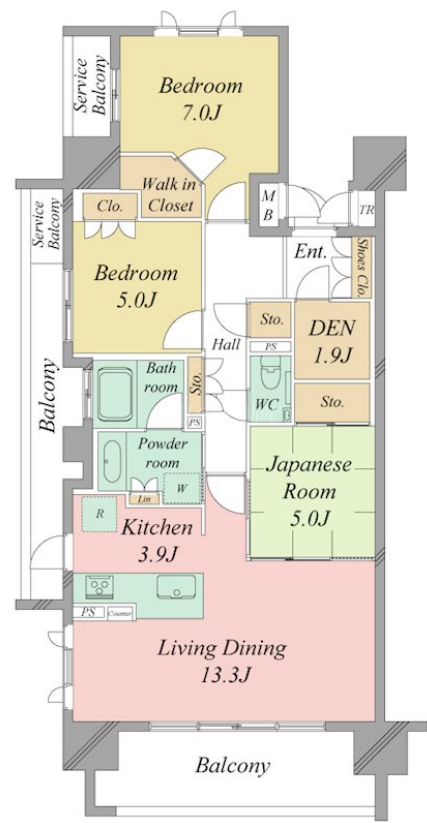 Service
Balcony
Bedroom
7.0J
Walk in
Closet
M
B
TR
Service
Balcony
Clo.
Ent.
Shoes Clo.
Bedroom
5.0J
Hall
Sto.
PS
DEN
1.9J
Balcony
Bath
room
Sto.
PS
WC
Sto.
Powder
room
Lin
W
Japanese
Room
5.0J
R
Kitchen
3.9J
PS
Counter
Living Dining
13.3J
Balcony